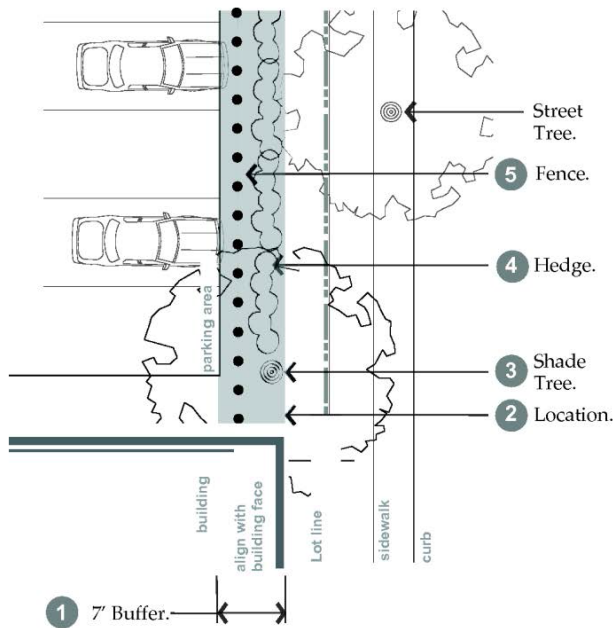 Street
Tree.
5 Fence.
4 Hedge.
parking area
3 Shade
Tree.
2 Location.
building
align with
building face
Lot line
sidewalk
curb
1 7' Buffer.